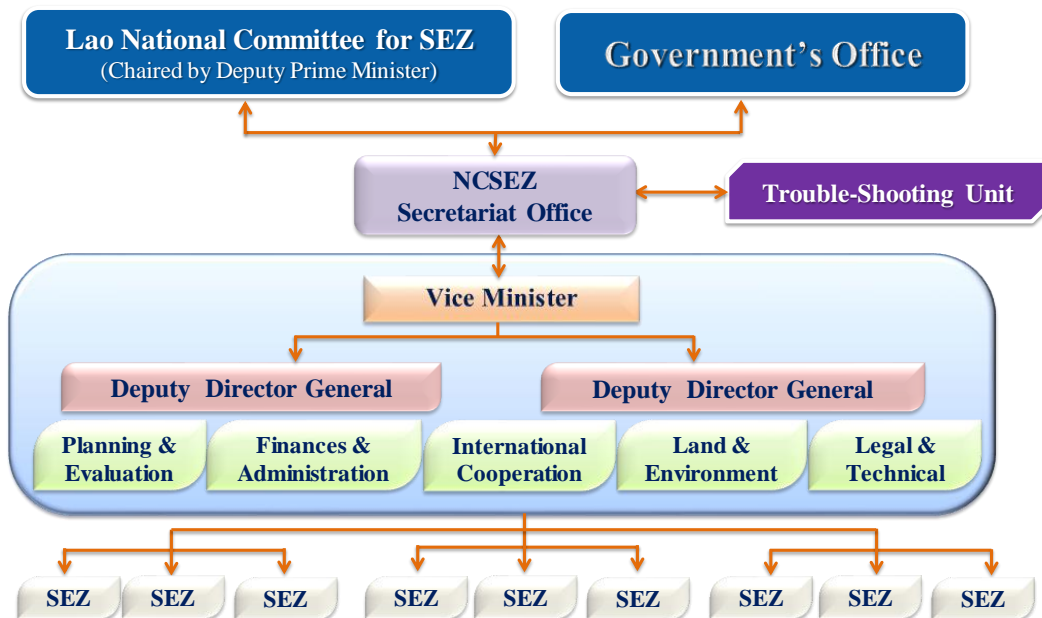 Lao National Committee for SEZ
(Chaired by Deputy Prime Minister)
Government's Office
NCSEZ
Secretariat Office
Trouble-Shooting Unit
Vice Minister
Deputy Director General
Deputy Director General
Planning &
Evaluation
Finances &
Administration
International
Cooperation
Land &
Environment
Legal &
Technical
SEZ
SEZ
SEZ
SEZ
SEZ
SEZ
SEZ
SEZ
SEZ